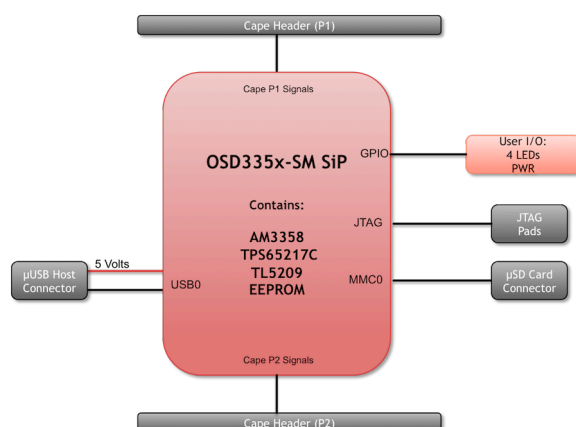 Cape Header (P1)
Cape P1 Signals
User I/O:
4 LEDs
PWR
GPIO
OSD335x-SM SiP
Contains:
JTAG
JTAG
Pads
AM3358
TPS65217C
TL5209
EEPROM
5 Volts
µUSB Host
Connector
USB0
MMC0
µSD Card
Connector
Cape P2 Signals
Cape Header (P2)